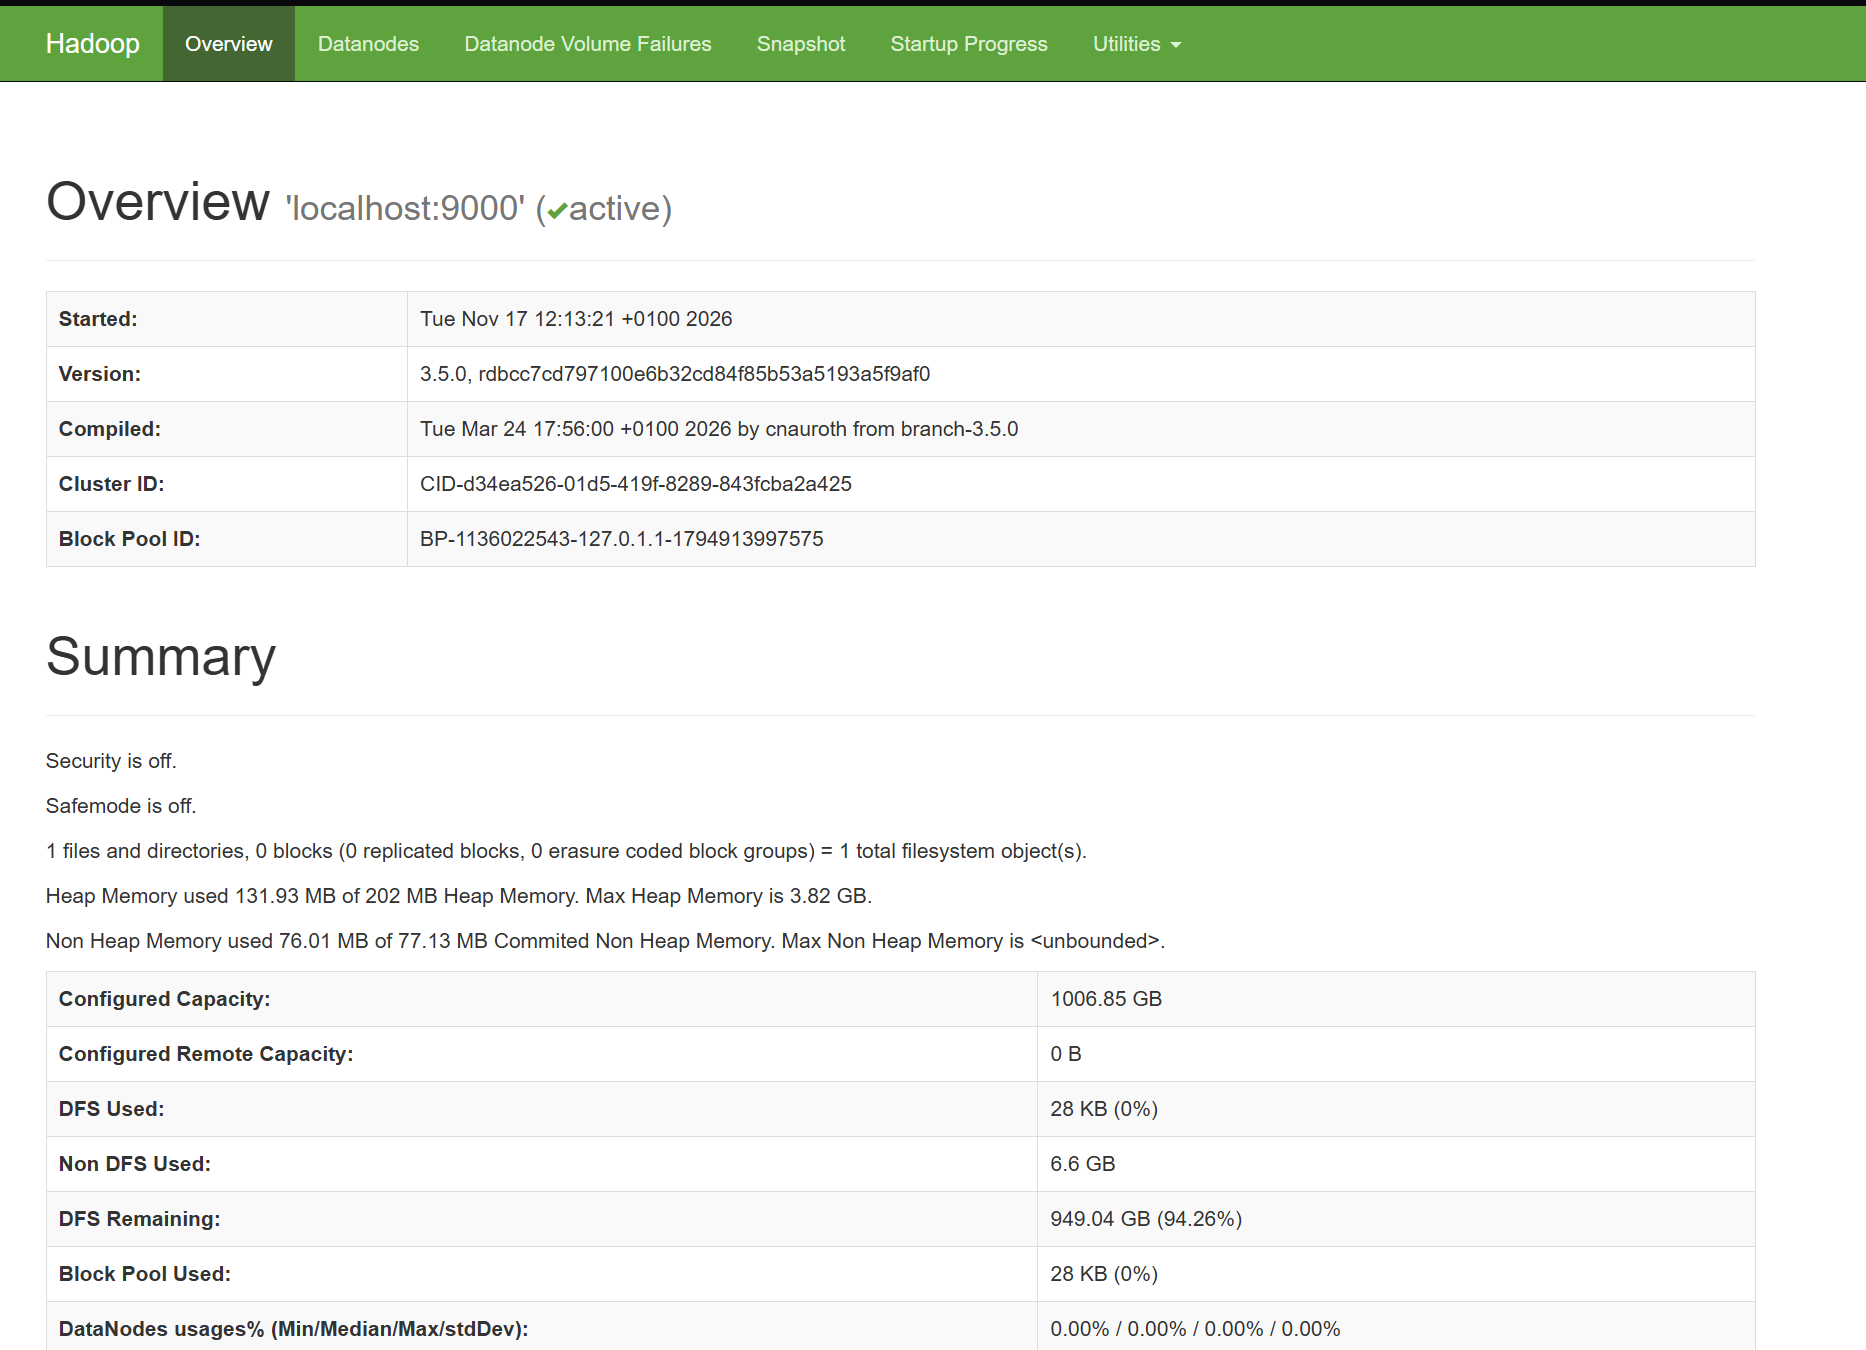 Hadoop Overview Datanodes Datanode Volume Failures Snapshot Startup Progress Utilities
Overview 'localhost:9000' (✔active)
Started: Tue Nov 17 12:13:21 +0100 2026
Version: 3.5.0, rdbcc7cd797100e6b32cd84f85b53a5193a5f9af0
Compiled: Tue Mar 24 17:56:00 +0100 2026 by cnauroth from branch-3.5.0
Cluster ID: CID-d34ea526-01d5-419f-8289-843fcba2a425
Block Pool ID: BP-1136022543-127.0.1.1-1794913997575
Summary
Security is off.
Safemode is off.
1 files and directories, 0 blocks (0 replicated blocks, 0 erasure coded block groups) = 1 total filesystem object(s).
Heap Memory used 131.93 MB of 202 MB Heap Memory. Max Heap Memory is 3.82 GB.
Non Heap Memory used 76.01 MB of 77.13 MB Commited Non Heap Memory. Max Non Heap Memory is <unbounded>.
Configured Capacity: 1006.85 GB
Configured Remote Capacity: 0 B
DFS Used: 28 KB (0%)
Non DFS Used: 6.6 GB
DFS Remaining: 949.04 GB (94.26%)
Block Pool Used: 28 KB (0%)
DataNodes usages% (Min/Median/Max/stdDev): 0.00% / 0.00% / 0.00% / 0.00%